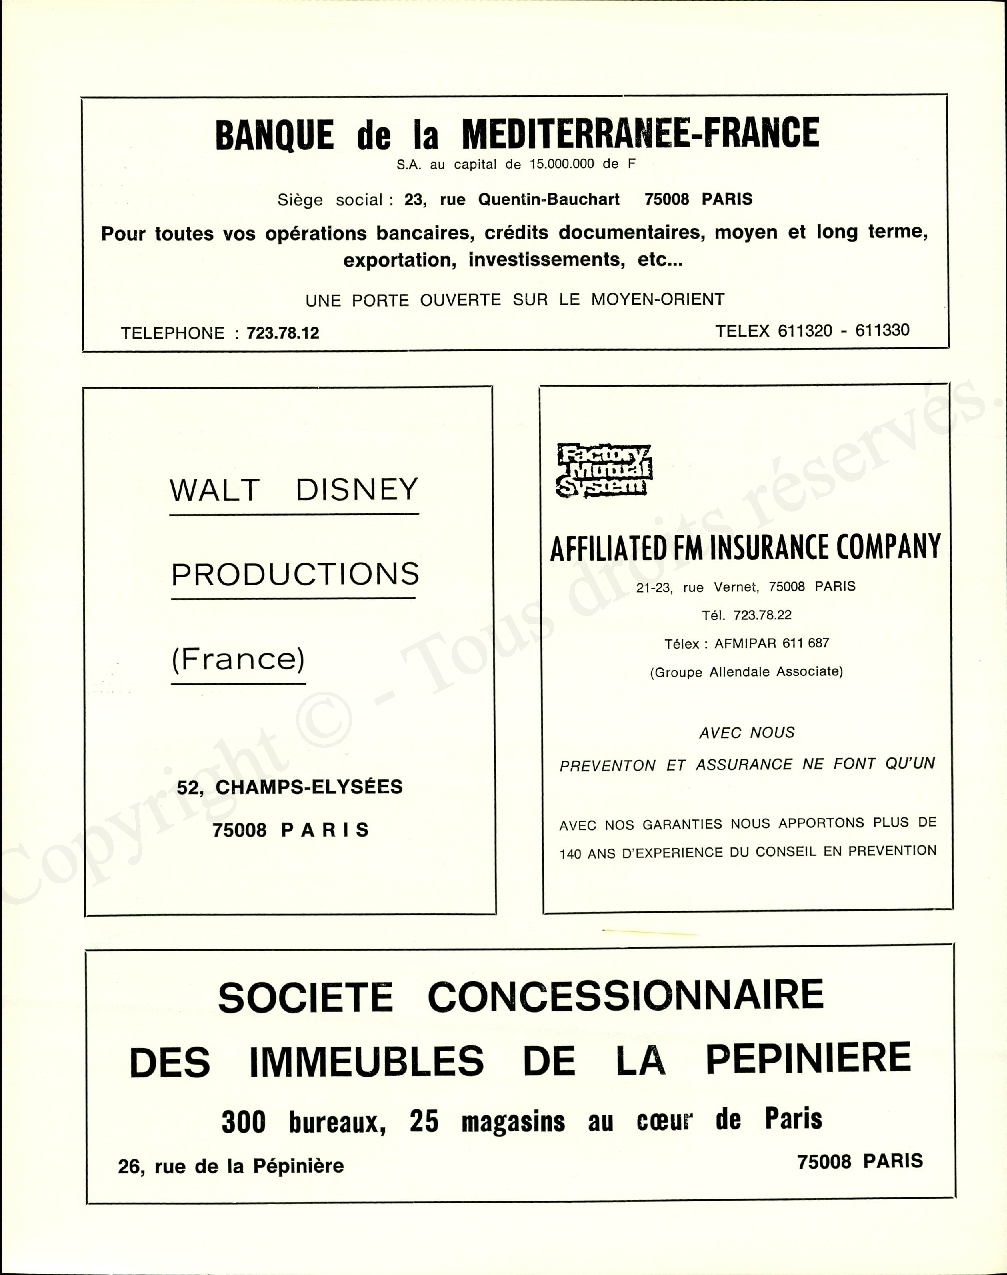 BANQUE de la MEDITERRANEE-FRANCE
S.A. au capital de 15.000.000 de F
Siège social : 23, rue Quentin-Bauchart 75008 PARIS
Pour toutes vos opérations bancaires, crédits documentaires, moyen et long terme,
exportation, investissements, etc...
UNE PORTE OUVERTE SUR LE MOYEN-ORIENT
TELEPHONE : 723.78.12 TELEX 611320 - 611330
WALT DISNEY
PRODUCTIONS
(France)
52, CHAMPS-ELYSÉES
75008 PARIS
Factory
Mutual
System
AFFILIATED FM INSURANCE COMPANY
21-23, rue Vernet, 75008 PARIS
Tél. 723.78.22
Télex : AFMIPAR 611 687
(Groupe Allendale Associate)
AVEC NOUS
PREVENTON ET ASSURANCE NE FONT QU'UN
AVEC NOS GARANTIES NOUS APPORTONS PLUS DE
140 ANS D'EXPERIENCE DU CONSEIL EN PREVENTION
SOCIETE CONCESSIONNAIRE
DES IMMEUBLES DE LA PEPINIERE
300 bureaux, 25 magasins au cœur de Paris
26, rue de la Pépinière 75008 PARIS
Copyright © - Tous droits réservés.